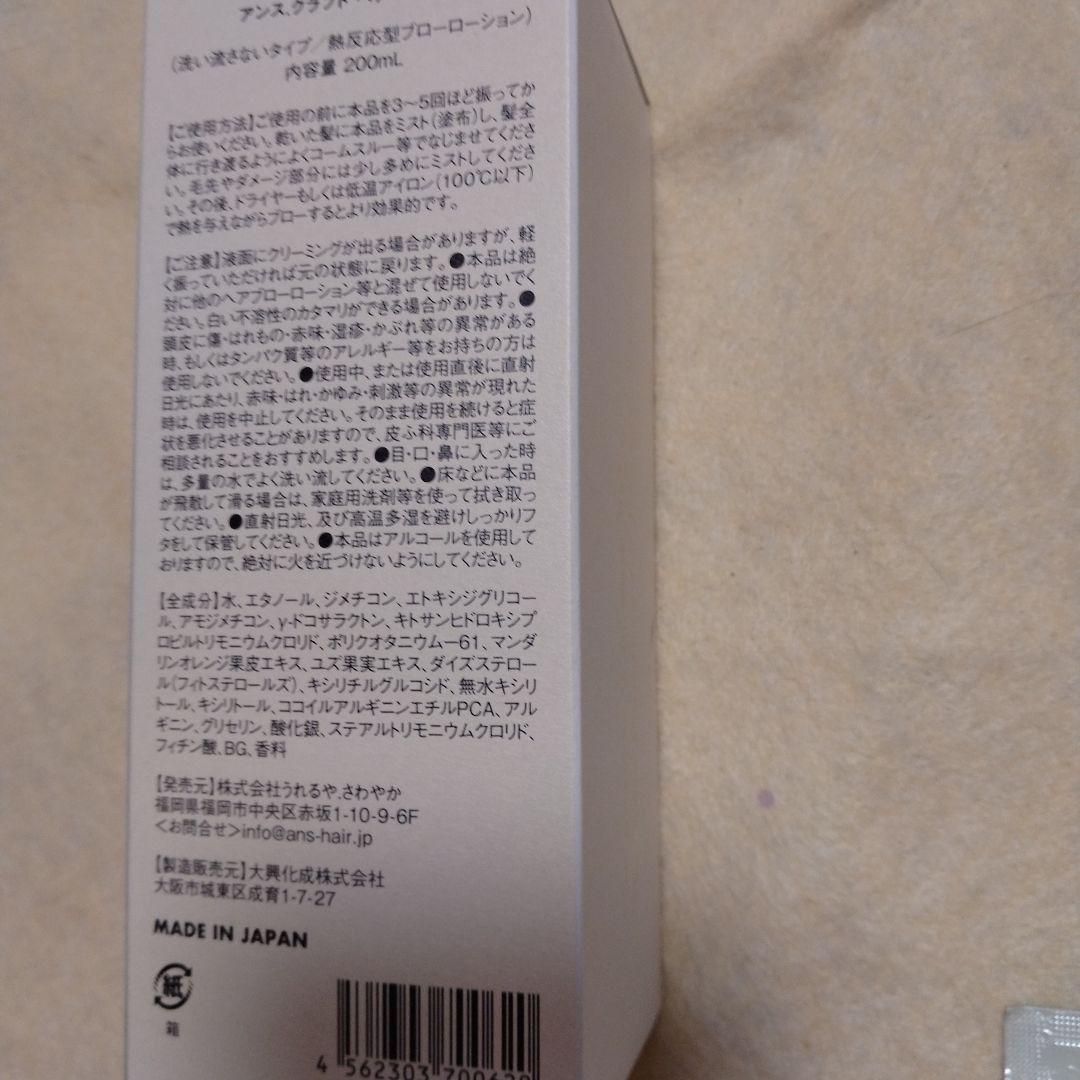 アンス.クラフト
(洗い流さないタイプ／熱反応型ブローローション)
内容量 200mL
【ご使用方法】ご使用の前に本品を3〜5回ほど振ってか
らお使いください。乾いた髪に本品をミスト(塗布)し、髪全
体に行き渡るようによくコームスルー等でなじませてくださ
い。毛先やダメージ部分には少し多めにミストしてくださ
い。その後、ドライヤーもしくは低温アイロン(100℃以下)
で熱を与えながらブローするとより効果的です。
【ご注意】液面にクリーミングが出る場合がありますが、軽
く振っていただければ元の状態に戻ります。●本品は絶
対に他のヘアブローローション等と混ぜて使用しないでく
ださい。白い不溶性のカタマリができる場合があります。●
頭皮に傷・はれもの・赤味・湿疹・かぶれ等の異常がある
時、もしくはタンパク質等のアレルギー等をお持ちの方は
使用しないでください。●使用中、または使用直後に直射
日光にあたり、赤味・はれ・かゆみ・刺激等の異常が現れた
時は、使用を中止してください。そのまま使用を続けると症
状を悪化させることがありますので、皮ふ科専門医等にご
相談されることをおすすめします。●目・口・鼻に入った時
は、多量の水でよく洗い流してください。●床などに本品
が飛散して滑る場合は、家庭用洗剤等を使って拭き取っ
てください。●直射日光、及び高温多湿を避けしっかりフ
タをして保管してください。●本品はアルコールを使用して
おりますので、絶対に火を近づけないようにしてください。
【全成分】水、エタノール、ジメチコン、エトキシジグリコー
ル、アモジメチコン、γ-ドコサラクトン、キトサンヒドロキシプ
ロピルトリモニウムクロリド、ポリクオタニウム―61、マンダ
リンオレンジ果皮エキス、ユズ果実エキス、ダイズステロー
ル(フィトステロールズ)、キシリチルグルコシド、無水キシリ
トール、キシリトール、ココイルアルギニンエチルPCA、アル
ギニン、グリセリン、酸化銀、ステアルトリモニウムクロリド、
フィチン酸、BG、香料
【発売元】株式会社うれるや.さわやか
福岡県福岡市中央区赤坂1-10-9-6F
＜お問合せ＞info@ans-hair.jp
【製造販売元】大興化成株式会社
大阪市城東区成育1-7-27
MADE IN JAPAN
紙
箱
4 562303 700620